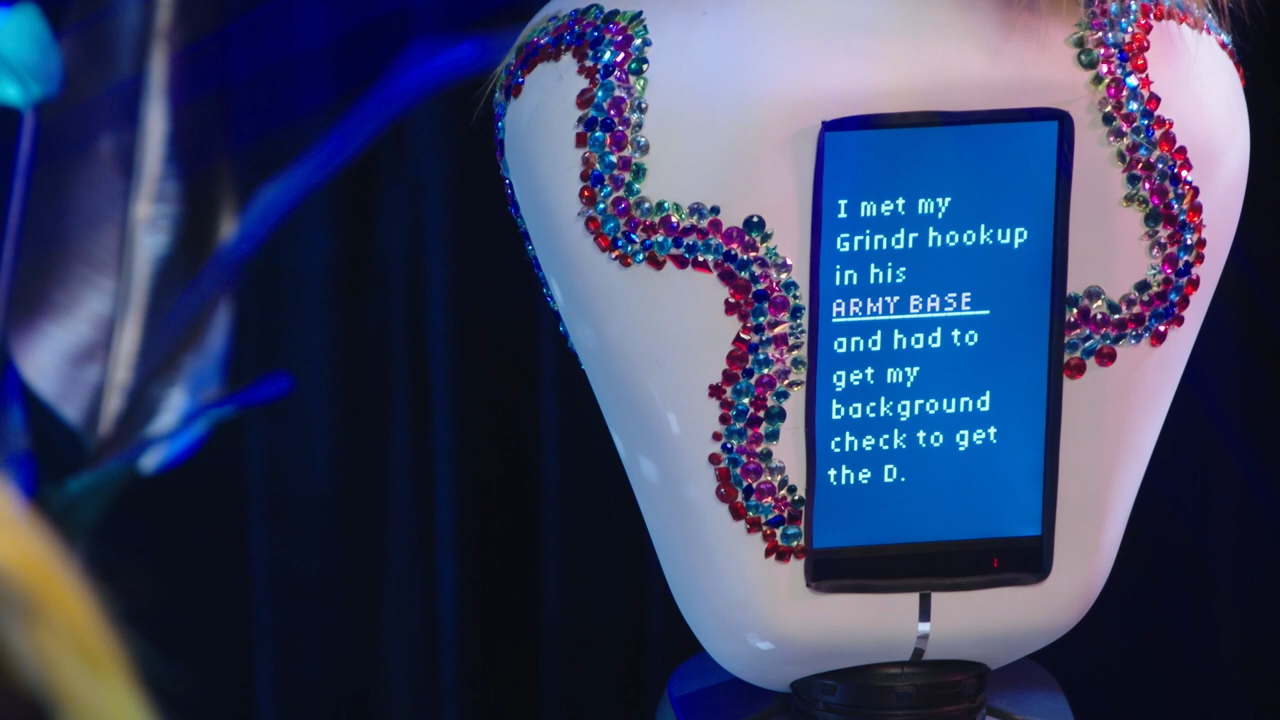 I met my
Grindr hookup
in his
ARMY BASE
and had to
get my
background
check to get
the D.